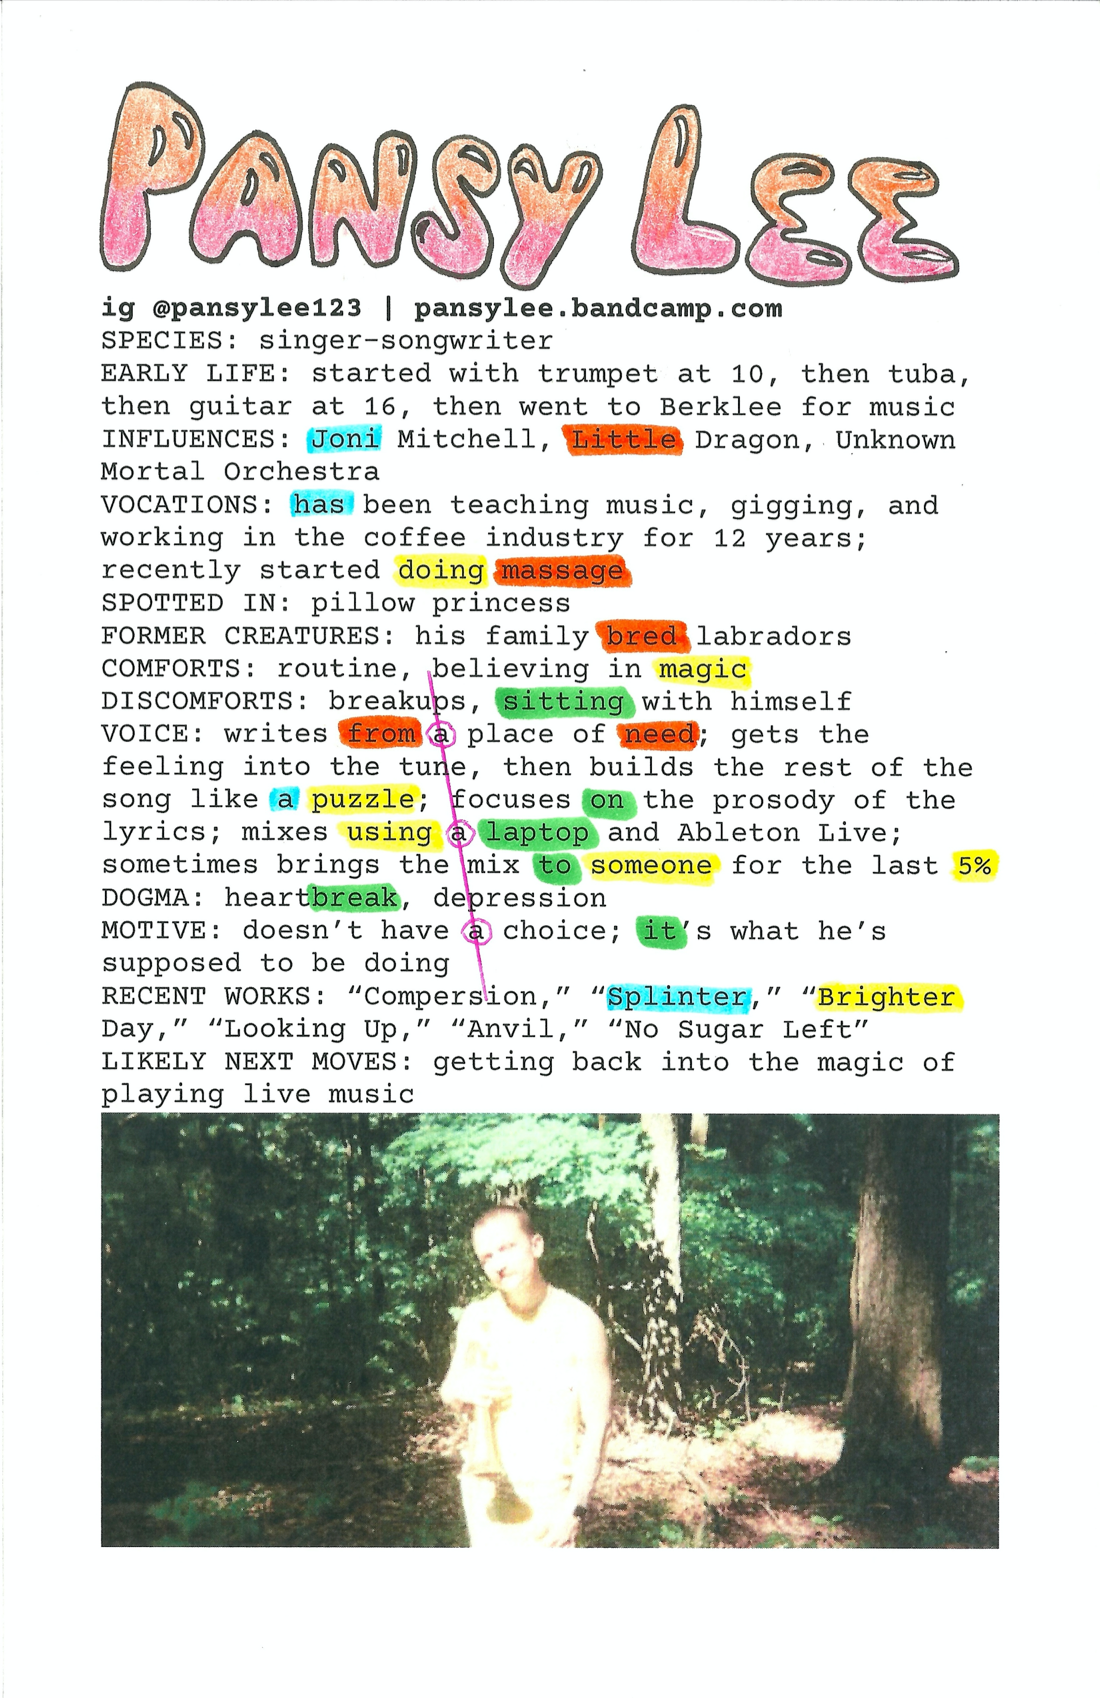 PANSY LEE
ig @pansylee123 | pansylee.bandcamp.com
SPECIES: singer-songwriter
EARLY LIFE: started with trumpet at 10, then tuba,
then guitar at 16, then went to Berklee for music
INFLUENCES: Joni Mitchell, Little Dragon, Unknown
Mortal Orchestra
VOCATIONS: has been teaching music, gigging, and
working in the coffee industry for 12 years;
recently started doing massage
SPOTTED IN: pillow princess
FORMER CREATURES: his family bred labradors
COMFORTS: routine, believing in magic
DISCOMFORTS: breakups, sitting with himself
VOICE: writes from a place of need; gets the
feeling into the tune, then builds the rest of the
song like a puzzle; focuses on the prosody of the
lyrics; mixes using a laptop and Ableton Live;
sometimes brings the mix to someone for the last 5%
DOGMA: heartbreak, depression
MOTIVE: doesn’t have a choice; it’s what he’s
supposed to be doing
RECENT WORKS: “Compersion,” “Splinter,” “Brighter
Day,” “Looking Up,” “Anvil,” “No Sugar Left”
LIKELY NEXT MOVES: getting back into the magic of
playing live music